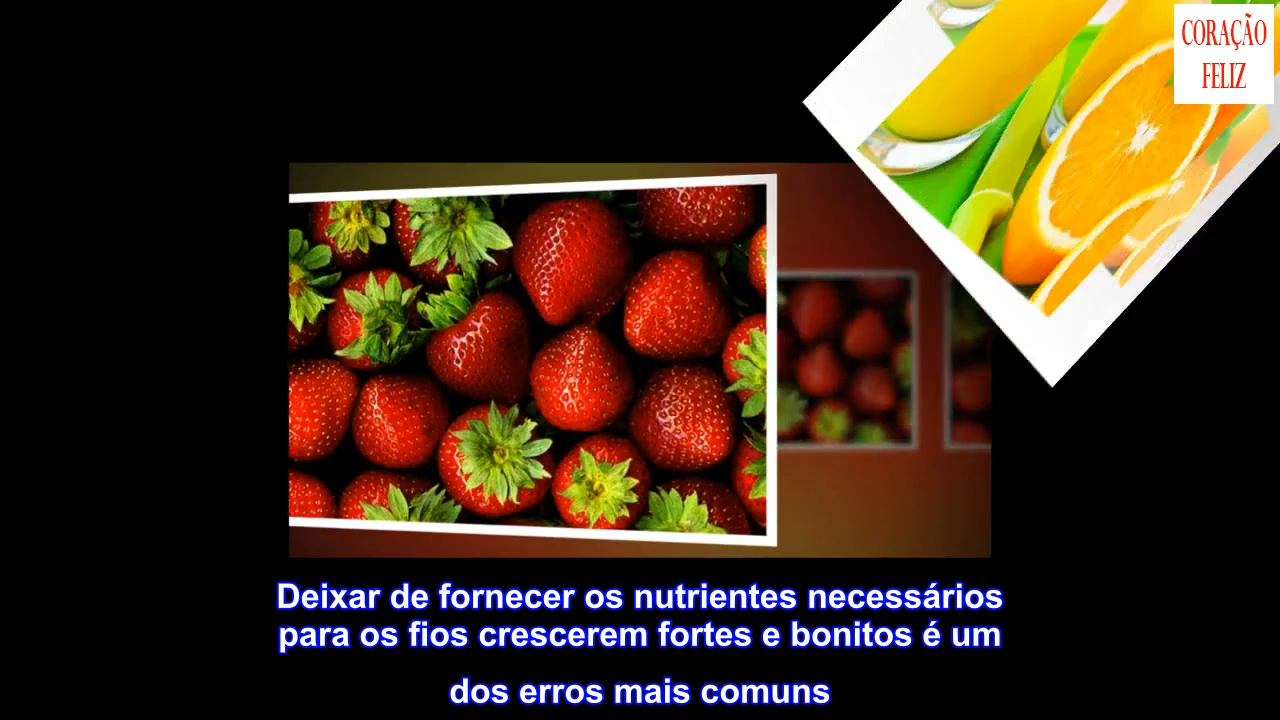 CORAÇÃO
FELIZ
Deixar de fornecer os nutrientes necessários
para os fios crescerem fortes e bonitos é um
dos erros mais comuns